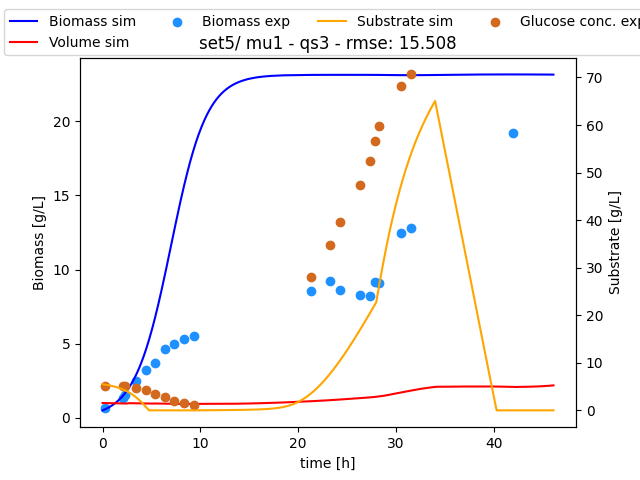 Biomass sim Biomass exp Substrate sim Glucose conc. exp
Volume sim
set5/ mu1 - qs3 - rmse: 15.508
Biomass [g/L]
20
15
10
5
0
70
60
50
40
30
20
10
0
Substrate [g/L]
0 10 20 30 40
time [h]